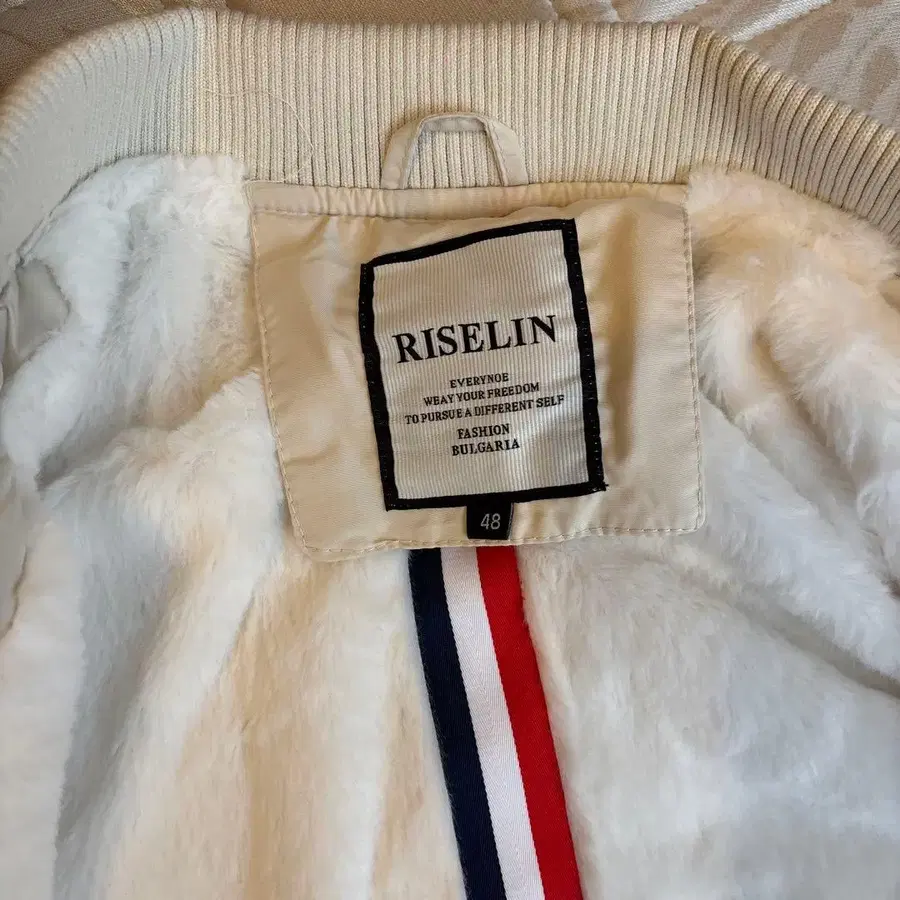 RISELIN
EVERYNOE
WEAY YOUR FREEDOM
TO PURSUE A DIFFERENT SELF
FASHION
BULGARIA
48